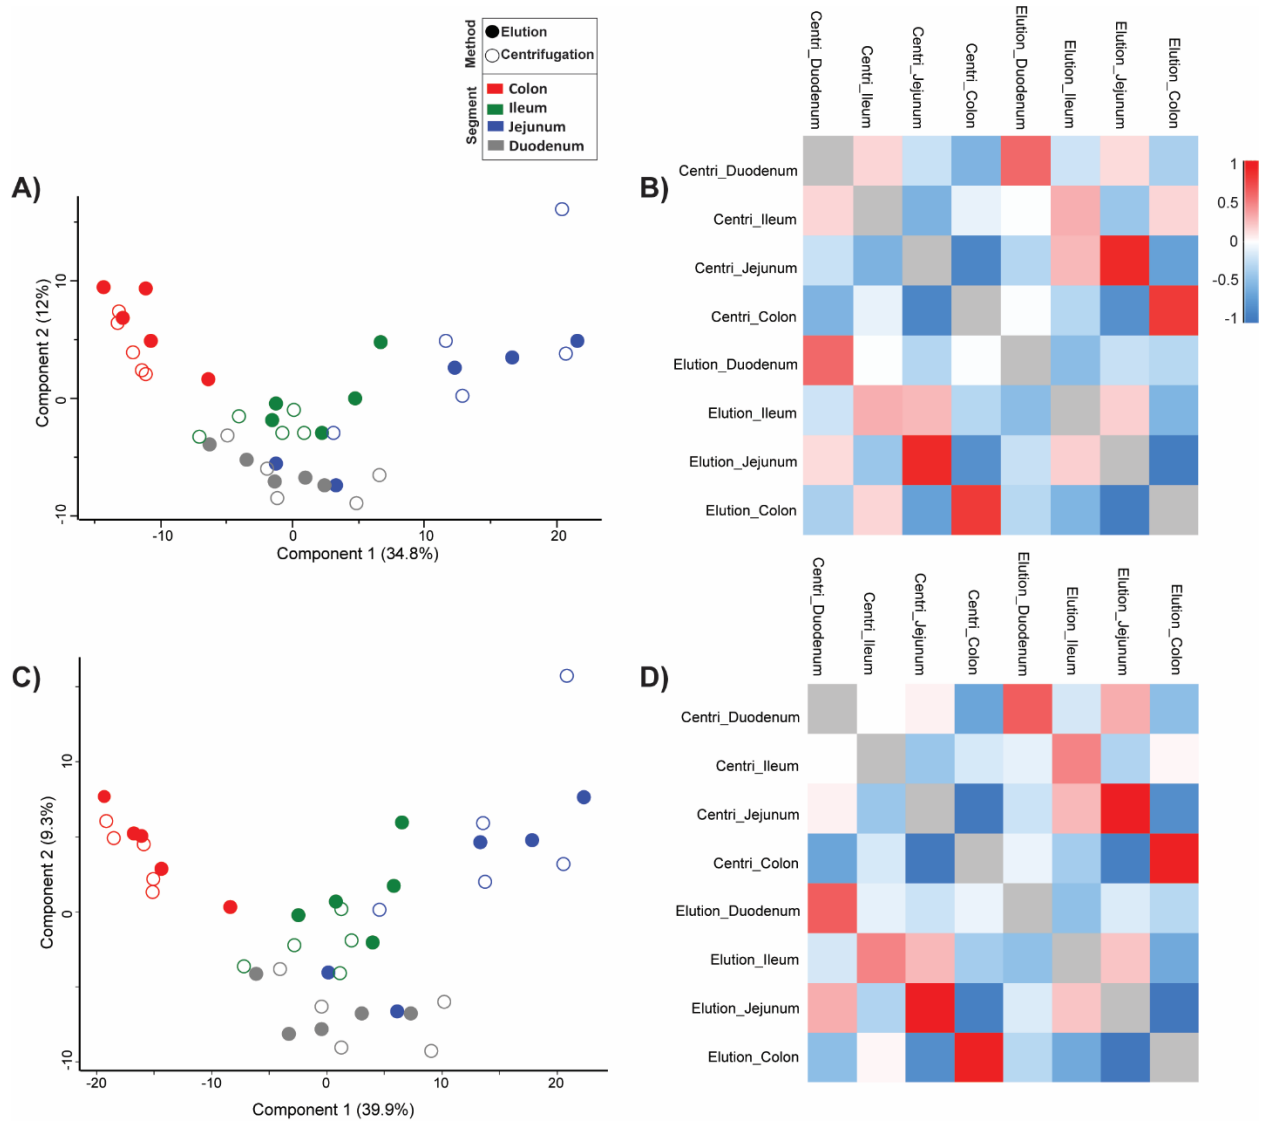 Method
Elution
Centrifugation
Segment
Colon
Ileum
Jejunum
Duodenum
A)
Component 2 (12%)
10
0
-10
-10
0
10
20
Component 1 (34.8%)
B)
Centri_Duodenum
Centri_Ileum
Centri_Jejunum
Centri_Colon
Elution_Duodenum
Elution_Ileum
Elution_Jejunum
Elution_Colon
Centri_Duodenum
Centri_Ileum
Centri_Jejunum
Centri_Colon
Elution_Duodenum
Elution_Ileum
Elution_Jejunum
Elution_Colon
1
0.5
0
-0.5
-1
C)
Component 2 (9.3%)
10
0
-10
-20
-10
0
10
20
Component 1 (39.9%)
D)
Centri_Duodenum
Centri_Ileum
Centri_Jejunum
Centri_Colon
Elution_Duodenum
Elution_Ileum
Elution_Jejunum
Elution_Colon
Centri_Duodenum
Centri_Ileum
Centri_Jejunum
Centri_Colon
Elution_Duodenum
Elution_Ileum
Elution_Jejunum
Elution_Colon